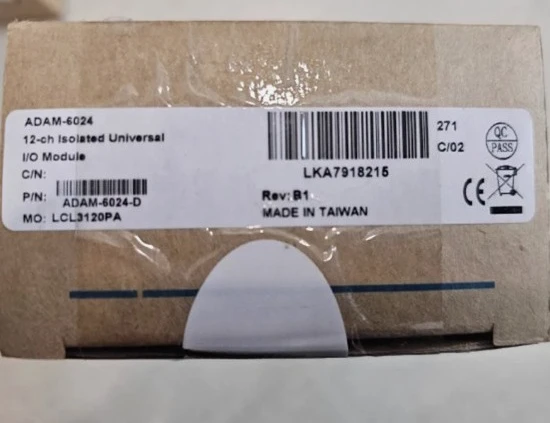 ADAM-6024
12-ch Isolated Universal
I/O Module
C/N:
P/N: ADAM-6024-D
MO: LCL3120PA
LKA7918215
Rev: B1
MADE IN TAIWAN
271
C/02
QC
PASS
CE